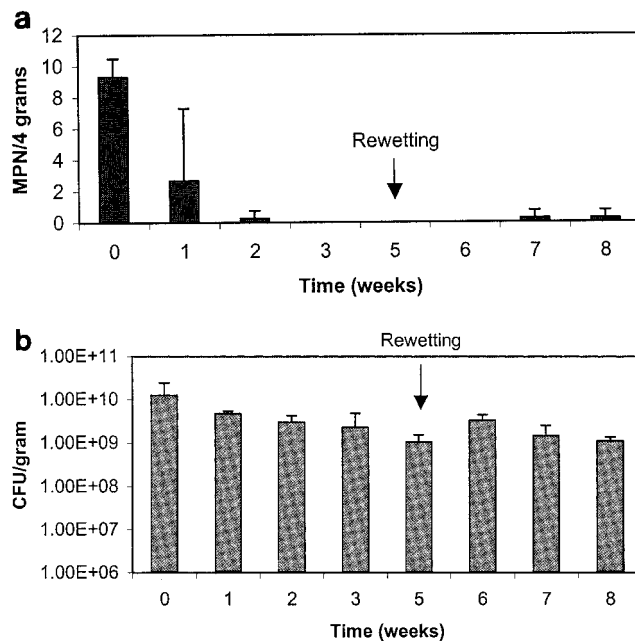 a
12
10
8
6
4
2
0
MPN/4 grams
Rewetting
0 1 2 3 5 6 7 8
Time (weeks)
b
Rewetting
1.00E+11
1.00E+10
1.00E+09
1.00E+08
1.00E+07
1.00E+06
CFU/gram
0 1 2 3 5 6 7 8
Time (weeks)